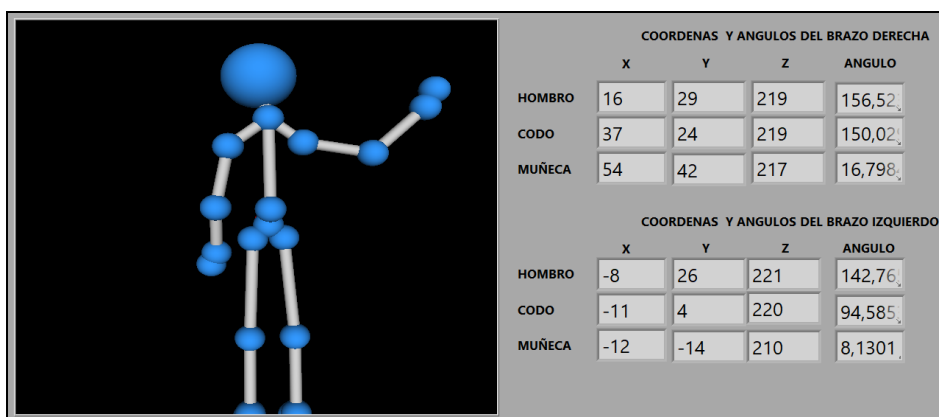 COORDENAS Y ANGULOS DEL BRAZO DERECHA
X Y Z ANGULO
HOMBRO 16 29 219 156,52
CODO 37 24 219 150,02
MUÑECA 54 42 217 16,798
COORDENAS Y ANGULOS DEL BRAZO IZQUIERDO
X Y Z ANGULO
HOMBRO -8 26 221 142,76
CODO -11 4 220 94,585
MUÑECA -12 -14 210 8,1301